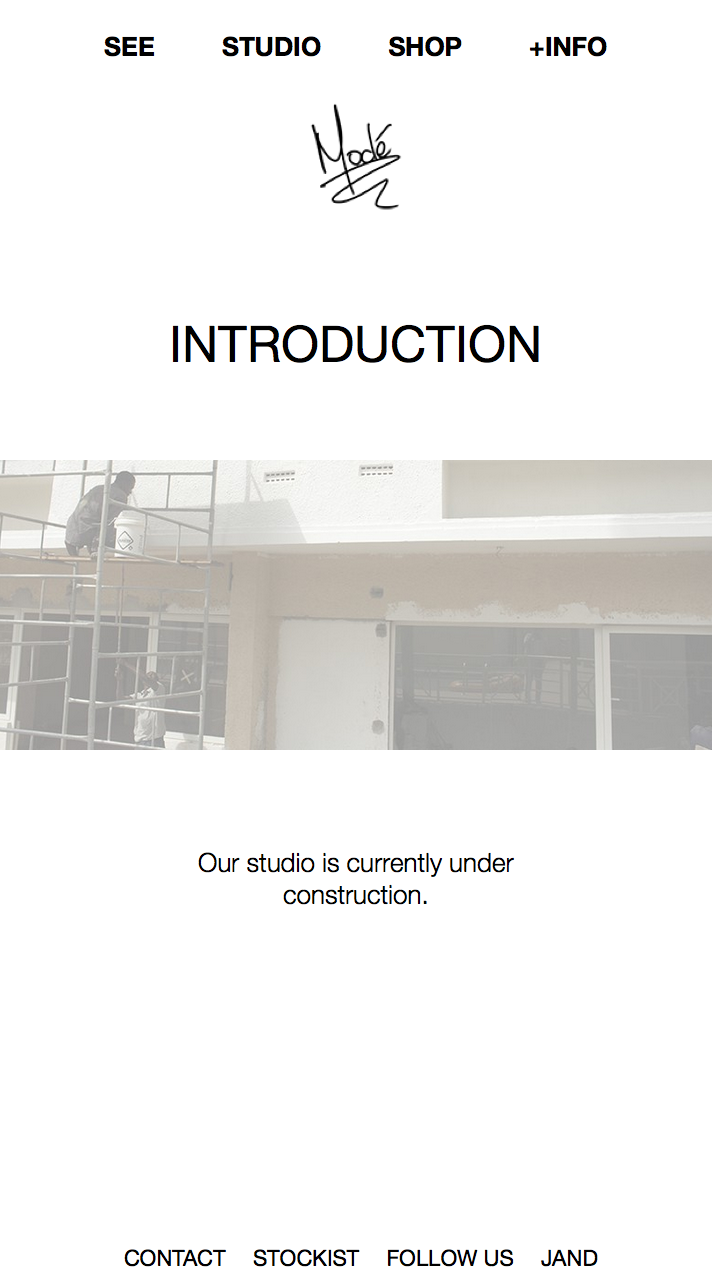 SEE STUDIO SHOP +INFO
Modé
INTRODUCTION
Our studio is currently under
construction.
CONTACT STOCKIST FOLLOW US JAND